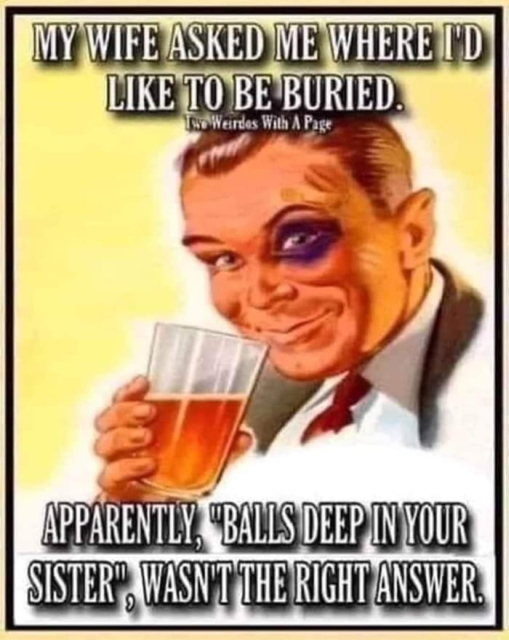 MY WIFE ASKED ME WHERE I'D
LIKE TO BE BURIED.
Two Weirdos With A Page
APPARENTLY, "BALLS DEEP IN YOUR
SISTER", WASN'T THE RIGHT ANSWER.